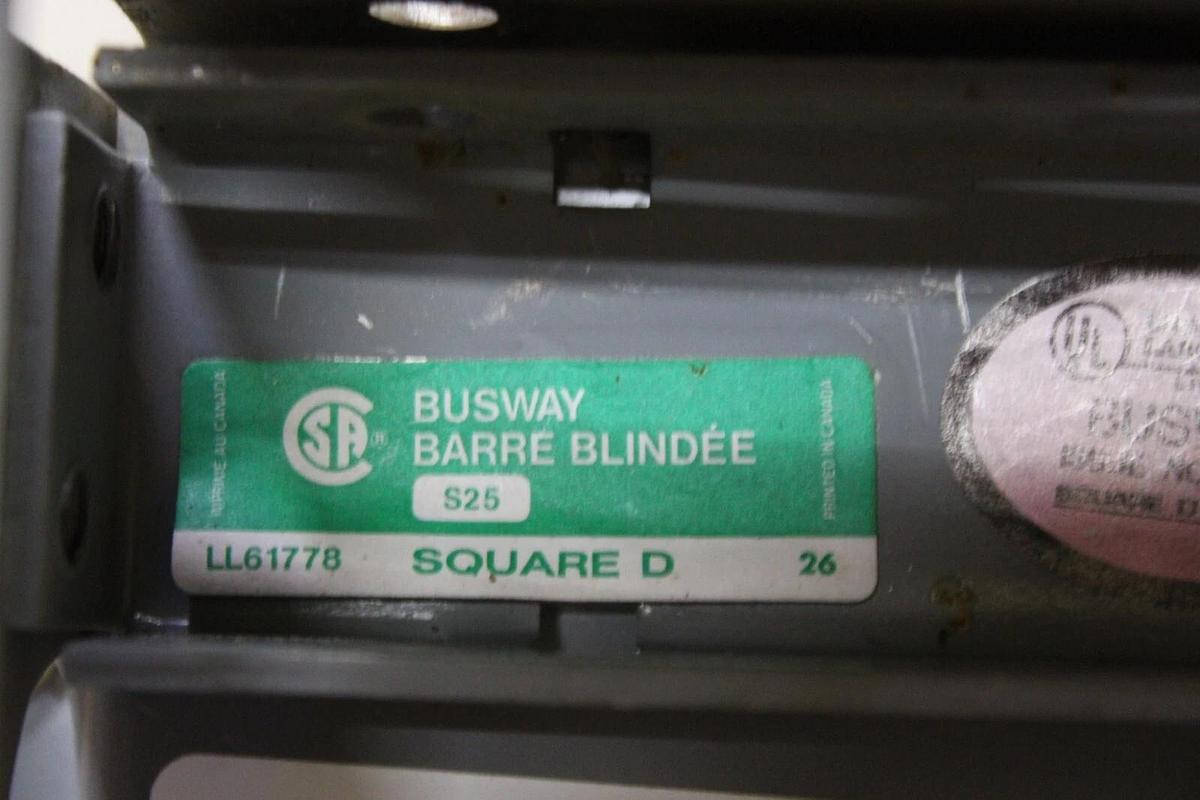 IMPRIMÉ AU CANADA
CSA
BUSWAY
BARRE BLINDÉE
S25
PRINTED IN CANADA
LL61778 SQUARE D 26
UL